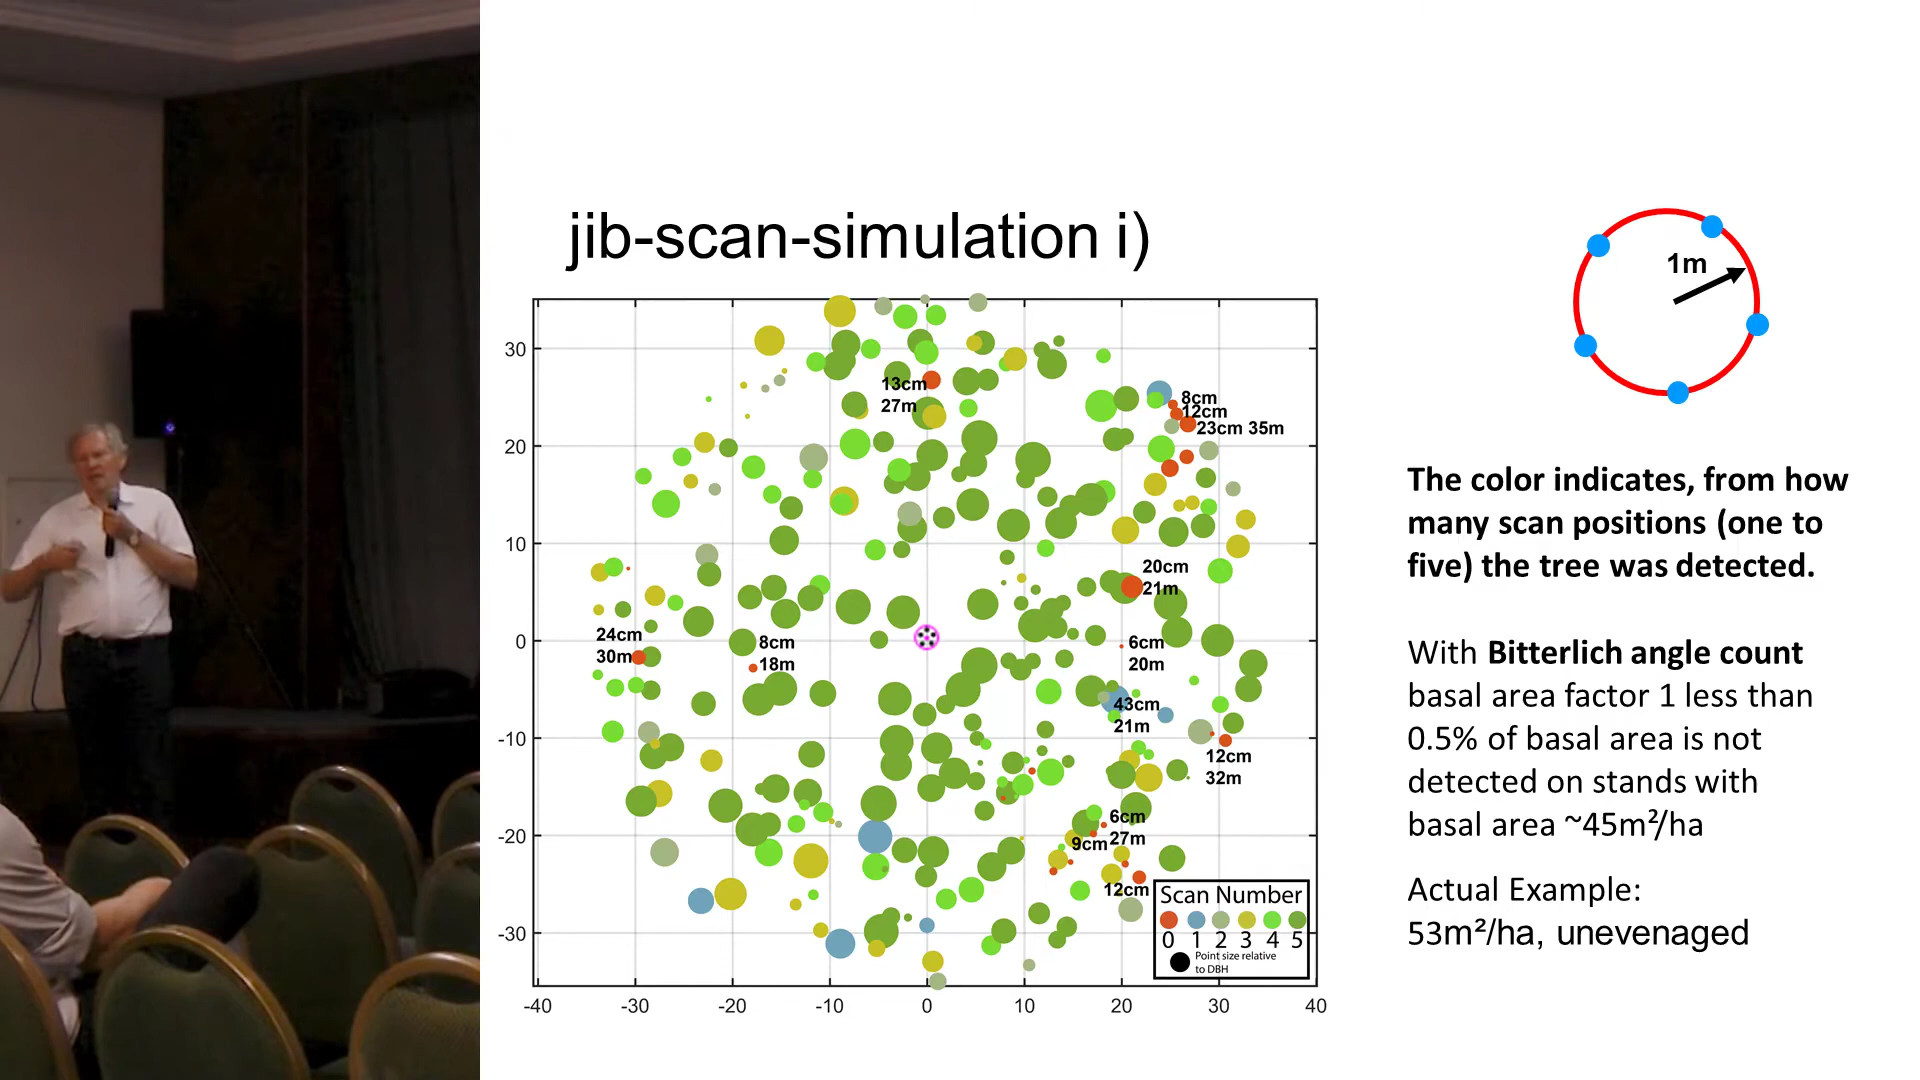 jib-scan-simulation i)
1m
30
20
10
0
-10
-20
-30
-40
-30
-20
-10
0
10
20
30
40
13cm
27m
8cm
12cm
23cm 35m
20cm
21m
24cm
30m
8cm
18m
6cm
20m
43cm
21m
12cm
32m
6cm
27m
9cm
12cm
Scan Number
0 1 2 3 4 5
Point size relative
to DBH
The color indicates, from how
many scan positions (one to
five) the tree was detected.
With Bitterlich angle count
basal area factor 1 less than
0.5% of basal area is not
detected on stands with
basal area ~45m²/ha
Actual Example:
53m²/ha, unevenaged